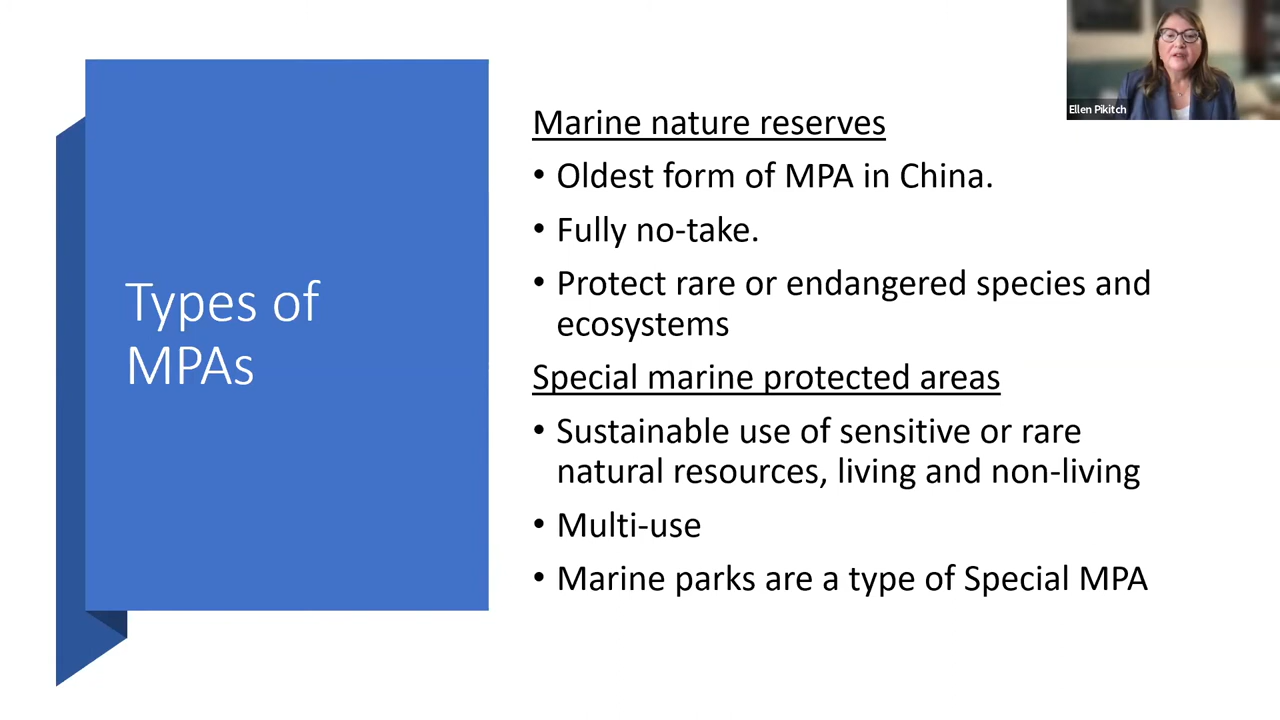 Ellen Pikitch
Types of
MPAs
Marine nature reserves
• Oldest form of MPA in China.
• Fully no-take.
• Protect rare or endangered species and
ecosystems
Special marine protected areas
• Sustainable use of sensitive or rare
natural resources, living and non-living
• Multi-use
• Marine parks are a type of Special MPA